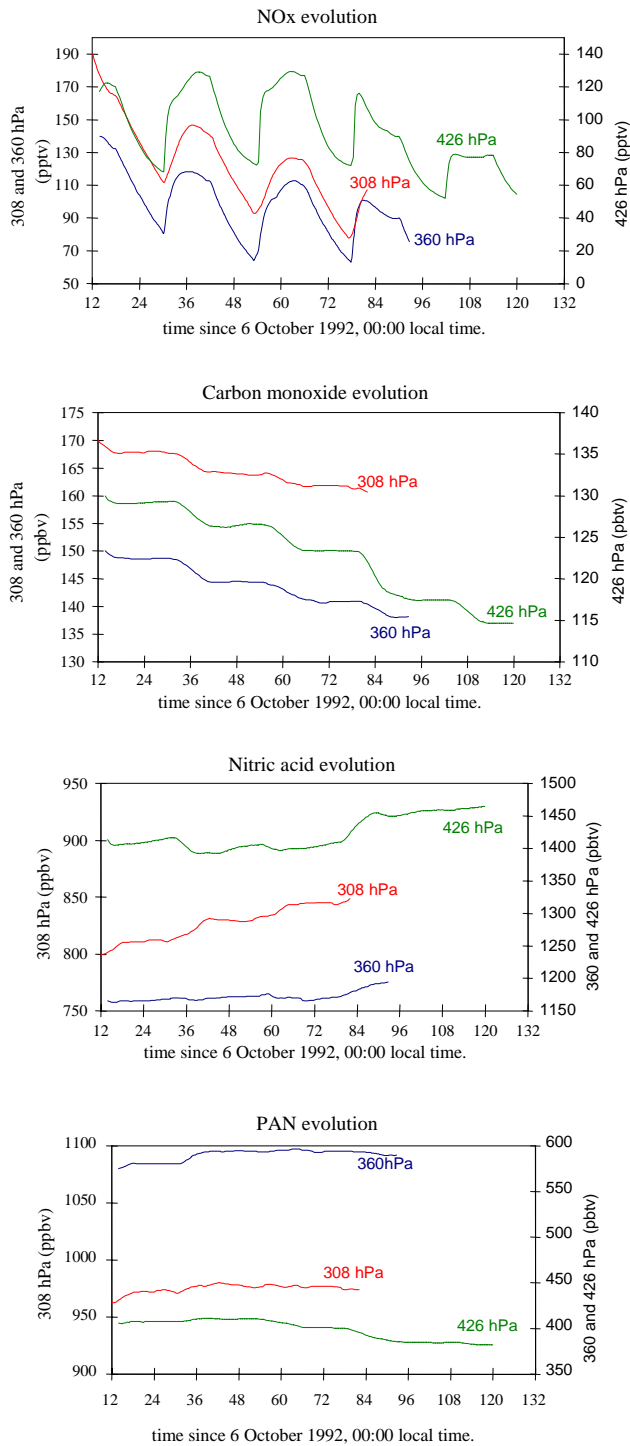 NOx evolution
308 and 360 hPa
(pptv)
190
170
150
130
110
90
70
50
140
120
100
80
60
40
20
0
426 hPa (pptv)
426 hPa
308 hPa
360 hPa
12 24 36 48 60 72 84 96 108 120 132
time since 6 October 1992, 00:00 local time.
Carbon monoxide evolution
308 and 360 hPa
(ppbv)
175
170
165
160
155
150
145
140
135
130
140
135
130
125
120
115
110
426 hPa (pbtv)
308 hPa
426 hPa
360 hPa
12 24 36 48 60 72 84 96 108 120 132
time since 6 October 1992, 00:00 local time.
Nitric acid evolution
308 hPa (ppbv)
950
900
850
800
750
1500
1450
1400
1350
1300
1250
1200
1150
360 and 426 hPa (pbtv)
426 hPa
308 hPa
360 hPa
12 24 36 48 60 72 84 96 108 120 132
time since 6 October 1992, 00:00 local time.
PAN evolution
308 hPa (ppbv)
1100
1050
1000
950
900
600
550
500
450
400
350
360 and 426 hPa (pbtv)
360hPa
308 hPa
426 hPa
12 24 36 48 60 72 84 96 108 120 132
time since 6 October 1992, 00:00 local time.